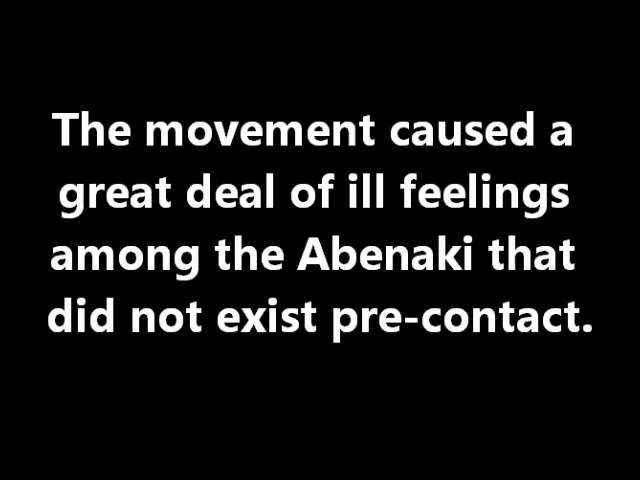 The movement caused a
great deal of ill feelings
among the Abenaki that
did not exist pre-contact.